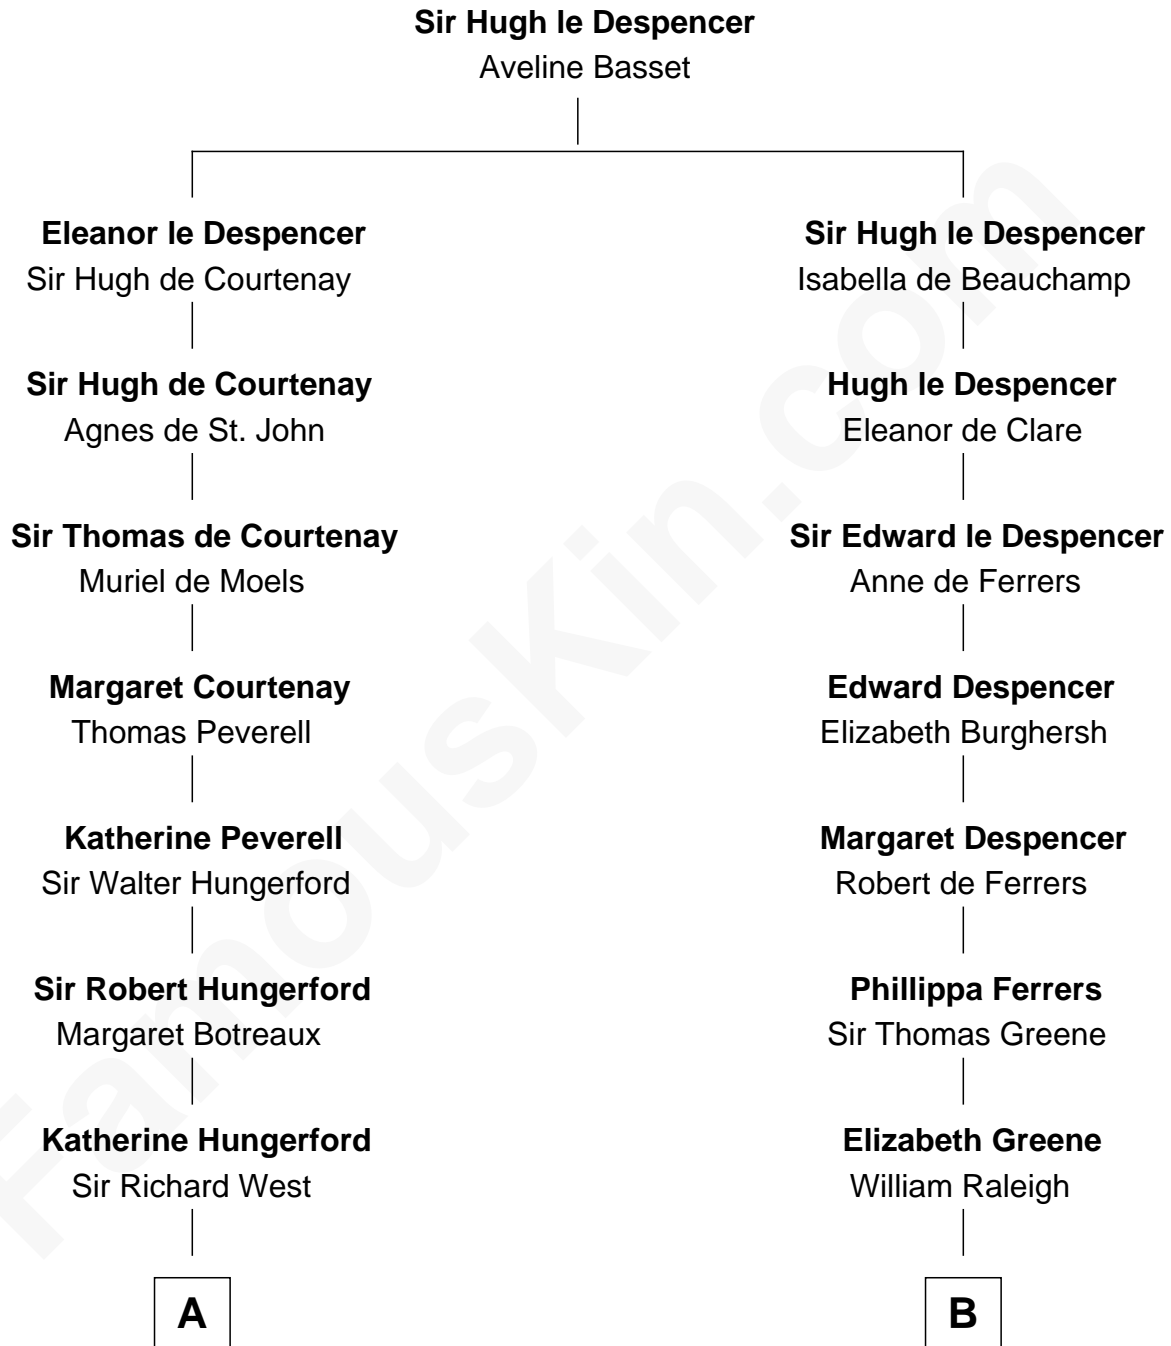 Sir Hugh le Despencer
Aveline Basset
Eleanor le Despencer
Sir Hugh de Courtenay
Sir Hugh le Despencer
Isabella de Beauchamp
Sir Hugh de Courtenay
Agnes de St. John
Hugh le Despencer
Eleanor de Clare
Sir Thomas de Courtenay
Muriel de Moels
Sir Edward le Despencer
Anne de Ferrers
Margaret Courtenay
Thomas Peverell
Edward Despencer
Elizabeth Burghersh
Katherine Peverell
Sir Walter Hungerford
Margaret Despencer
Robert de Ferrers
Sir Robert Hungerford
Margaret Botreaux
Phillippa Ferrers
Sir Thomas Greene
Katherine Hungerford
Sir Richard West
Elizabeth Greene
William Raleigh
A
B
FamousKin.com